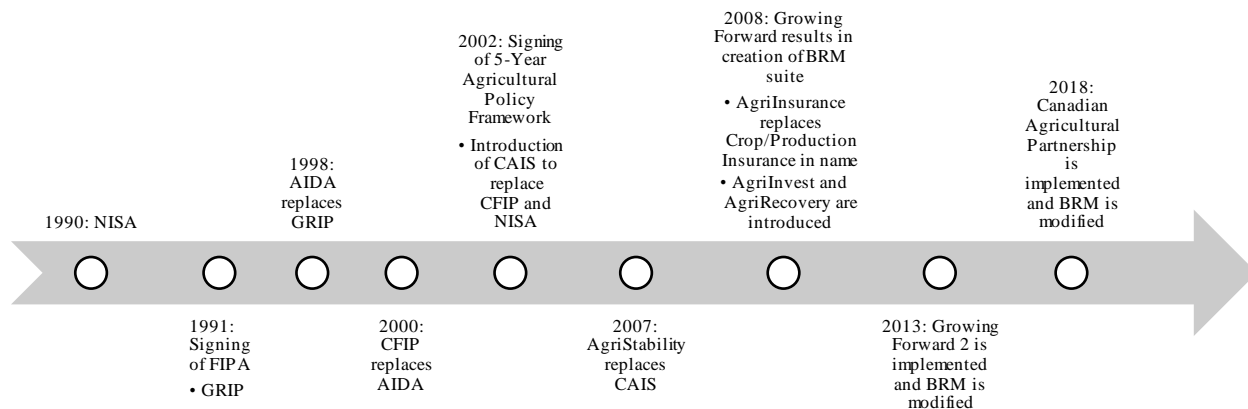 1990: NISA
1991:
Signing
of FIPA
• GRIP
1998:
AIDA
replaces
GRIP
2000:
CFIP
replaces
AIDA
2002: Signing
of 5-Year
Agricultural
Policy
Framework
• Introduction
of CAIS to
replace
CFIP and
NISA
2007:
AgriStability
replaces
CAIS
2008: Growing
Forward results in
creation of BRM
suite
• AgriInsurance
replaces
Crop/Production
Insurance in name
• AgriInvest and
AgriRecovery are
introduced
2013: Growing
Forward 2 is
implemented
and BRM is
modified
2018:
Canadian
Agricultural
Partnership
is
implemented
and BRM is
modified